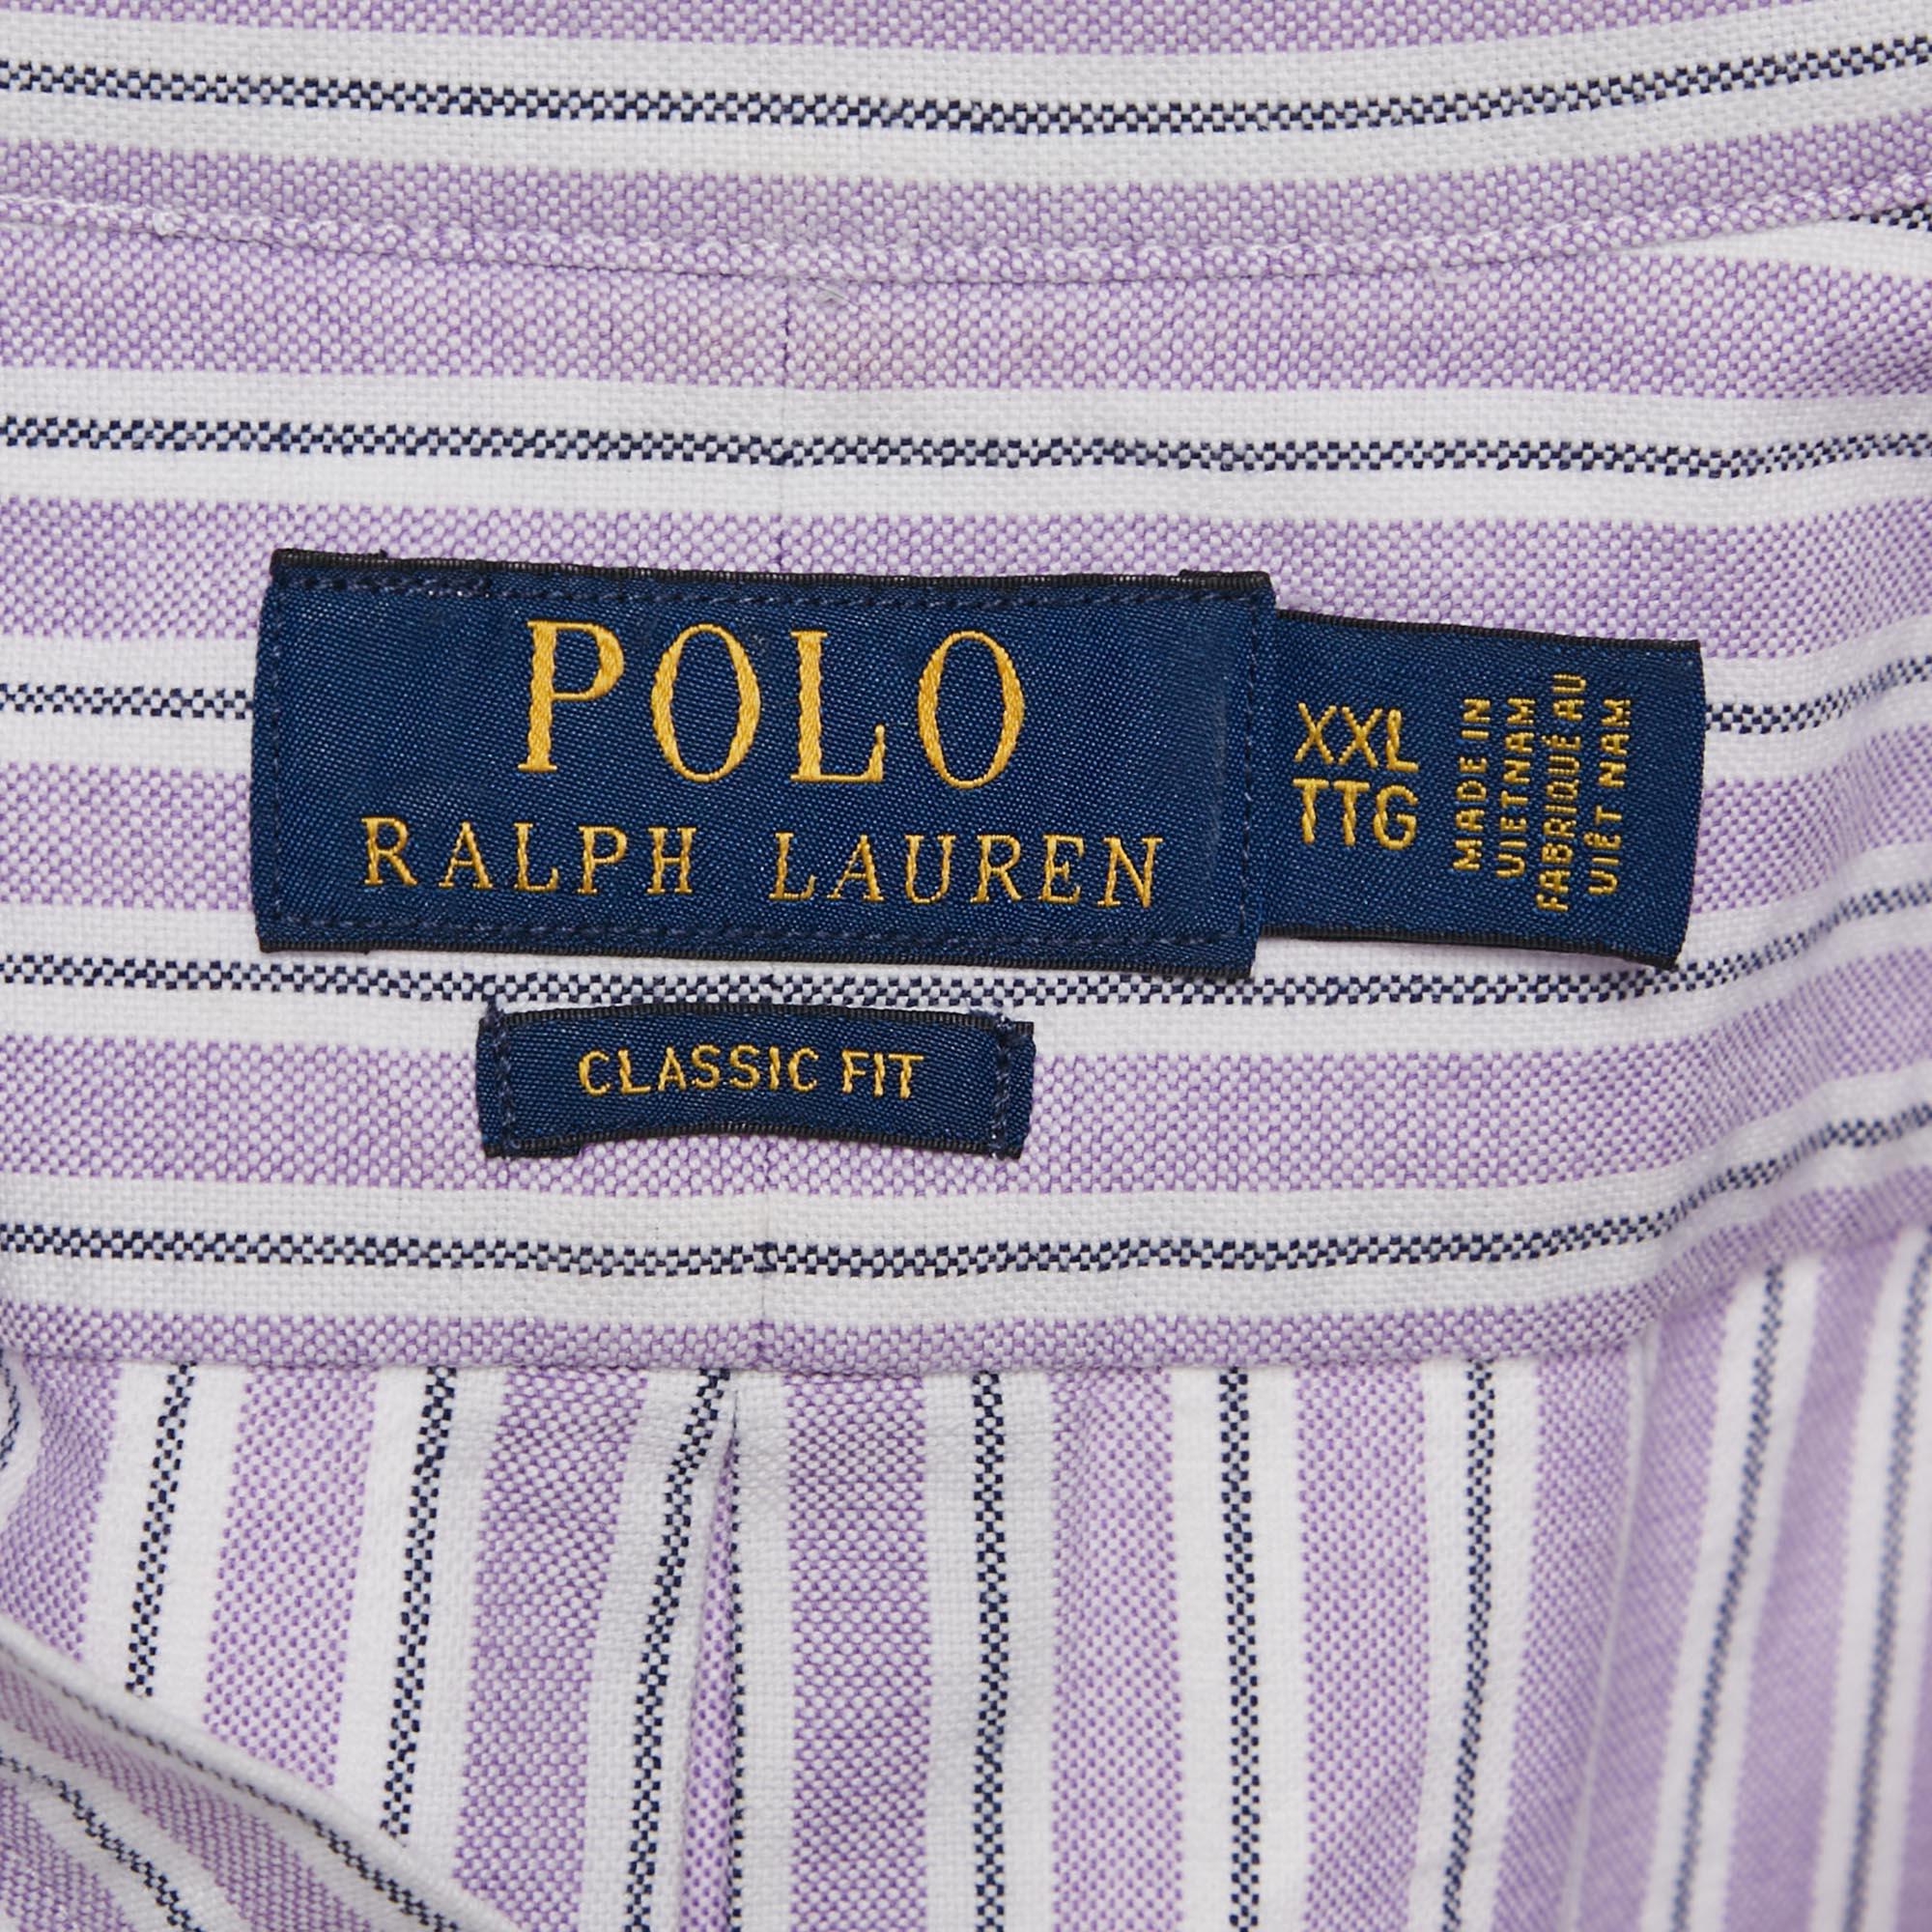 POLO
RALPH LAUREN
XXL
TTG
MADE IN
VIETNAM
FABRIQUÉ AU
VIÊT NAM
CLASSIC FIT